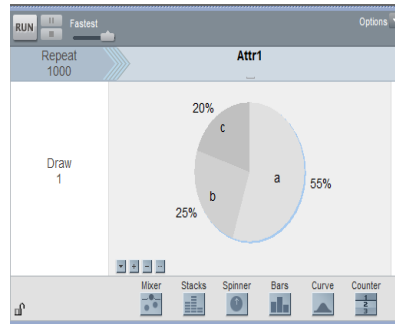 RUN Fastest Options
Repeat
1000
Attr1
Draw
1
20%
c
a
55%
b
25%
Mixer Stacks Spinner Bars Curve Counter
1
2
3